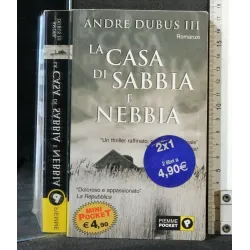 ANDRE DUBUS III
Romanzo
LA
CASA
DI
SABBIA
E
NEBBIA
"Un thriller raffinato,
2x1
2 libri a
4,90€
"Doloroso e appassionato"
La Repubblica
MINI
POCKET
€ 4,90
PIEMME
POCKET
LA CASA DI SABBIA E NEBBIA